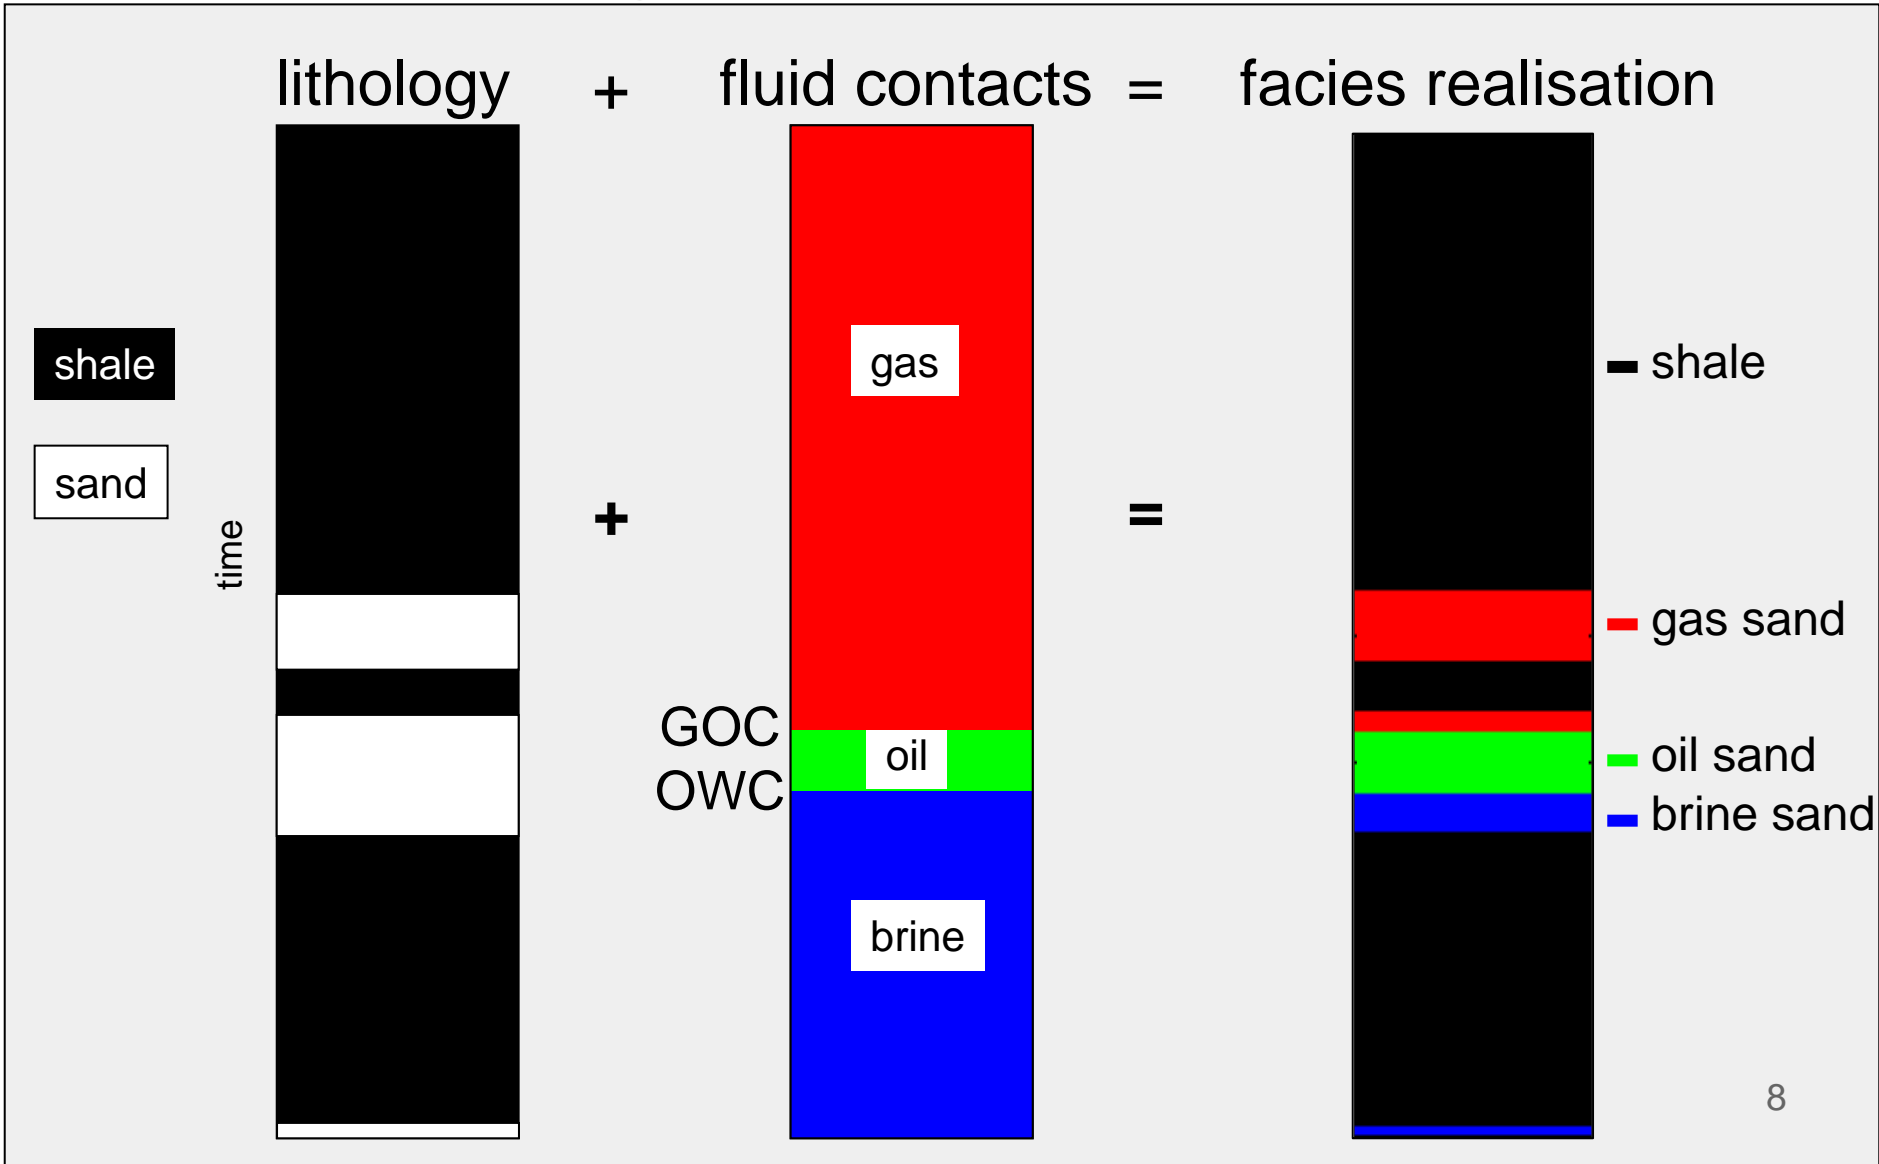 lithology + fluid contacts = facies realisation
shale
sand
time
+
gas
GOC
OWC
oil
brine
=
shale
gas sand
oil sand
brine sand
8